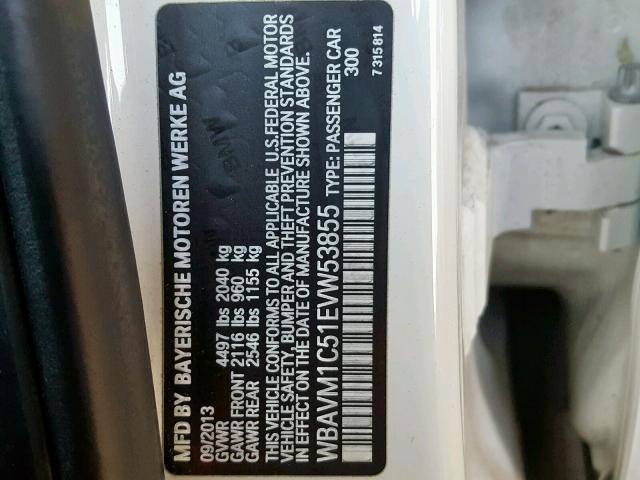 MFD BY BAYERISCHE MOTOREN WERKE AG
09/2013
GVWR 4497 lbs 2040 kg
GAWR FRONT 2116 lbs 960 kg
GAWR REAR 2546 lbs 1155 kg
THIS VEHICLE CONFORMS TO ALL APPLICABLE U.S.FEDERAL MOTOR
VEHICLE SAFETY, BUMPER AND THEFT PREVENTION STANDARDS
IN EFFECT ON THE DATE OF MANUFACTURE SHOWN ABOVE.
WBAVM1C51EVW53855 TYPE: PASSENGER CAR
300
7 315 814
BMW